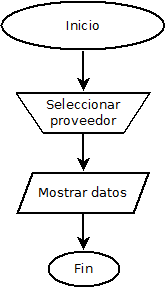 Inicio
Seleccionar
proveedor
Mostrar datos
Fin